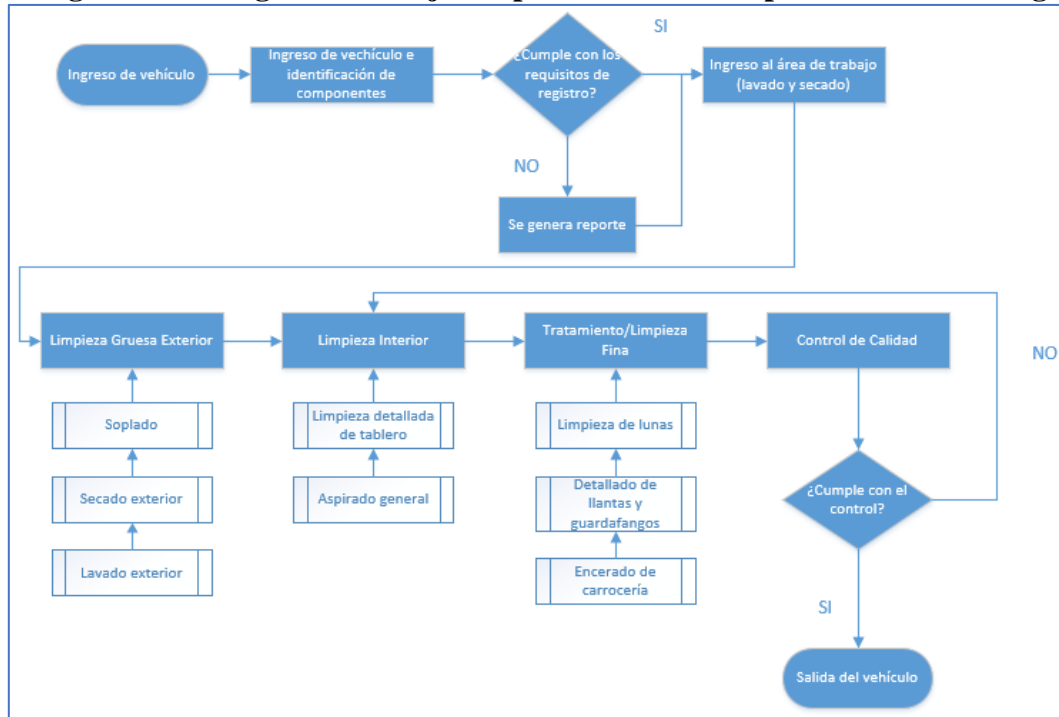 SI
Ingreso de vehículo
Ingreso de vechículo e
identificación de
componentes
¿Cumple con los
requisitos de
registro?
Ingreso al área de trabajo
(lavado y secado)
NO
Se genera reporte
Limpieza Gruesa Exterior
Limpieza Interior
Tratamiento/Limpieza
Fina
Control de Calidad
NO
Soplado
Limpieza detallada
de tablero
Limpieza de lunas
Secado exterior
Aspirado general
Detallado de
llantas y
guardafangos
¿Cumple con el
control?
Lavado exterior
Encerado de
carrocería
SI
Salida del vehículo